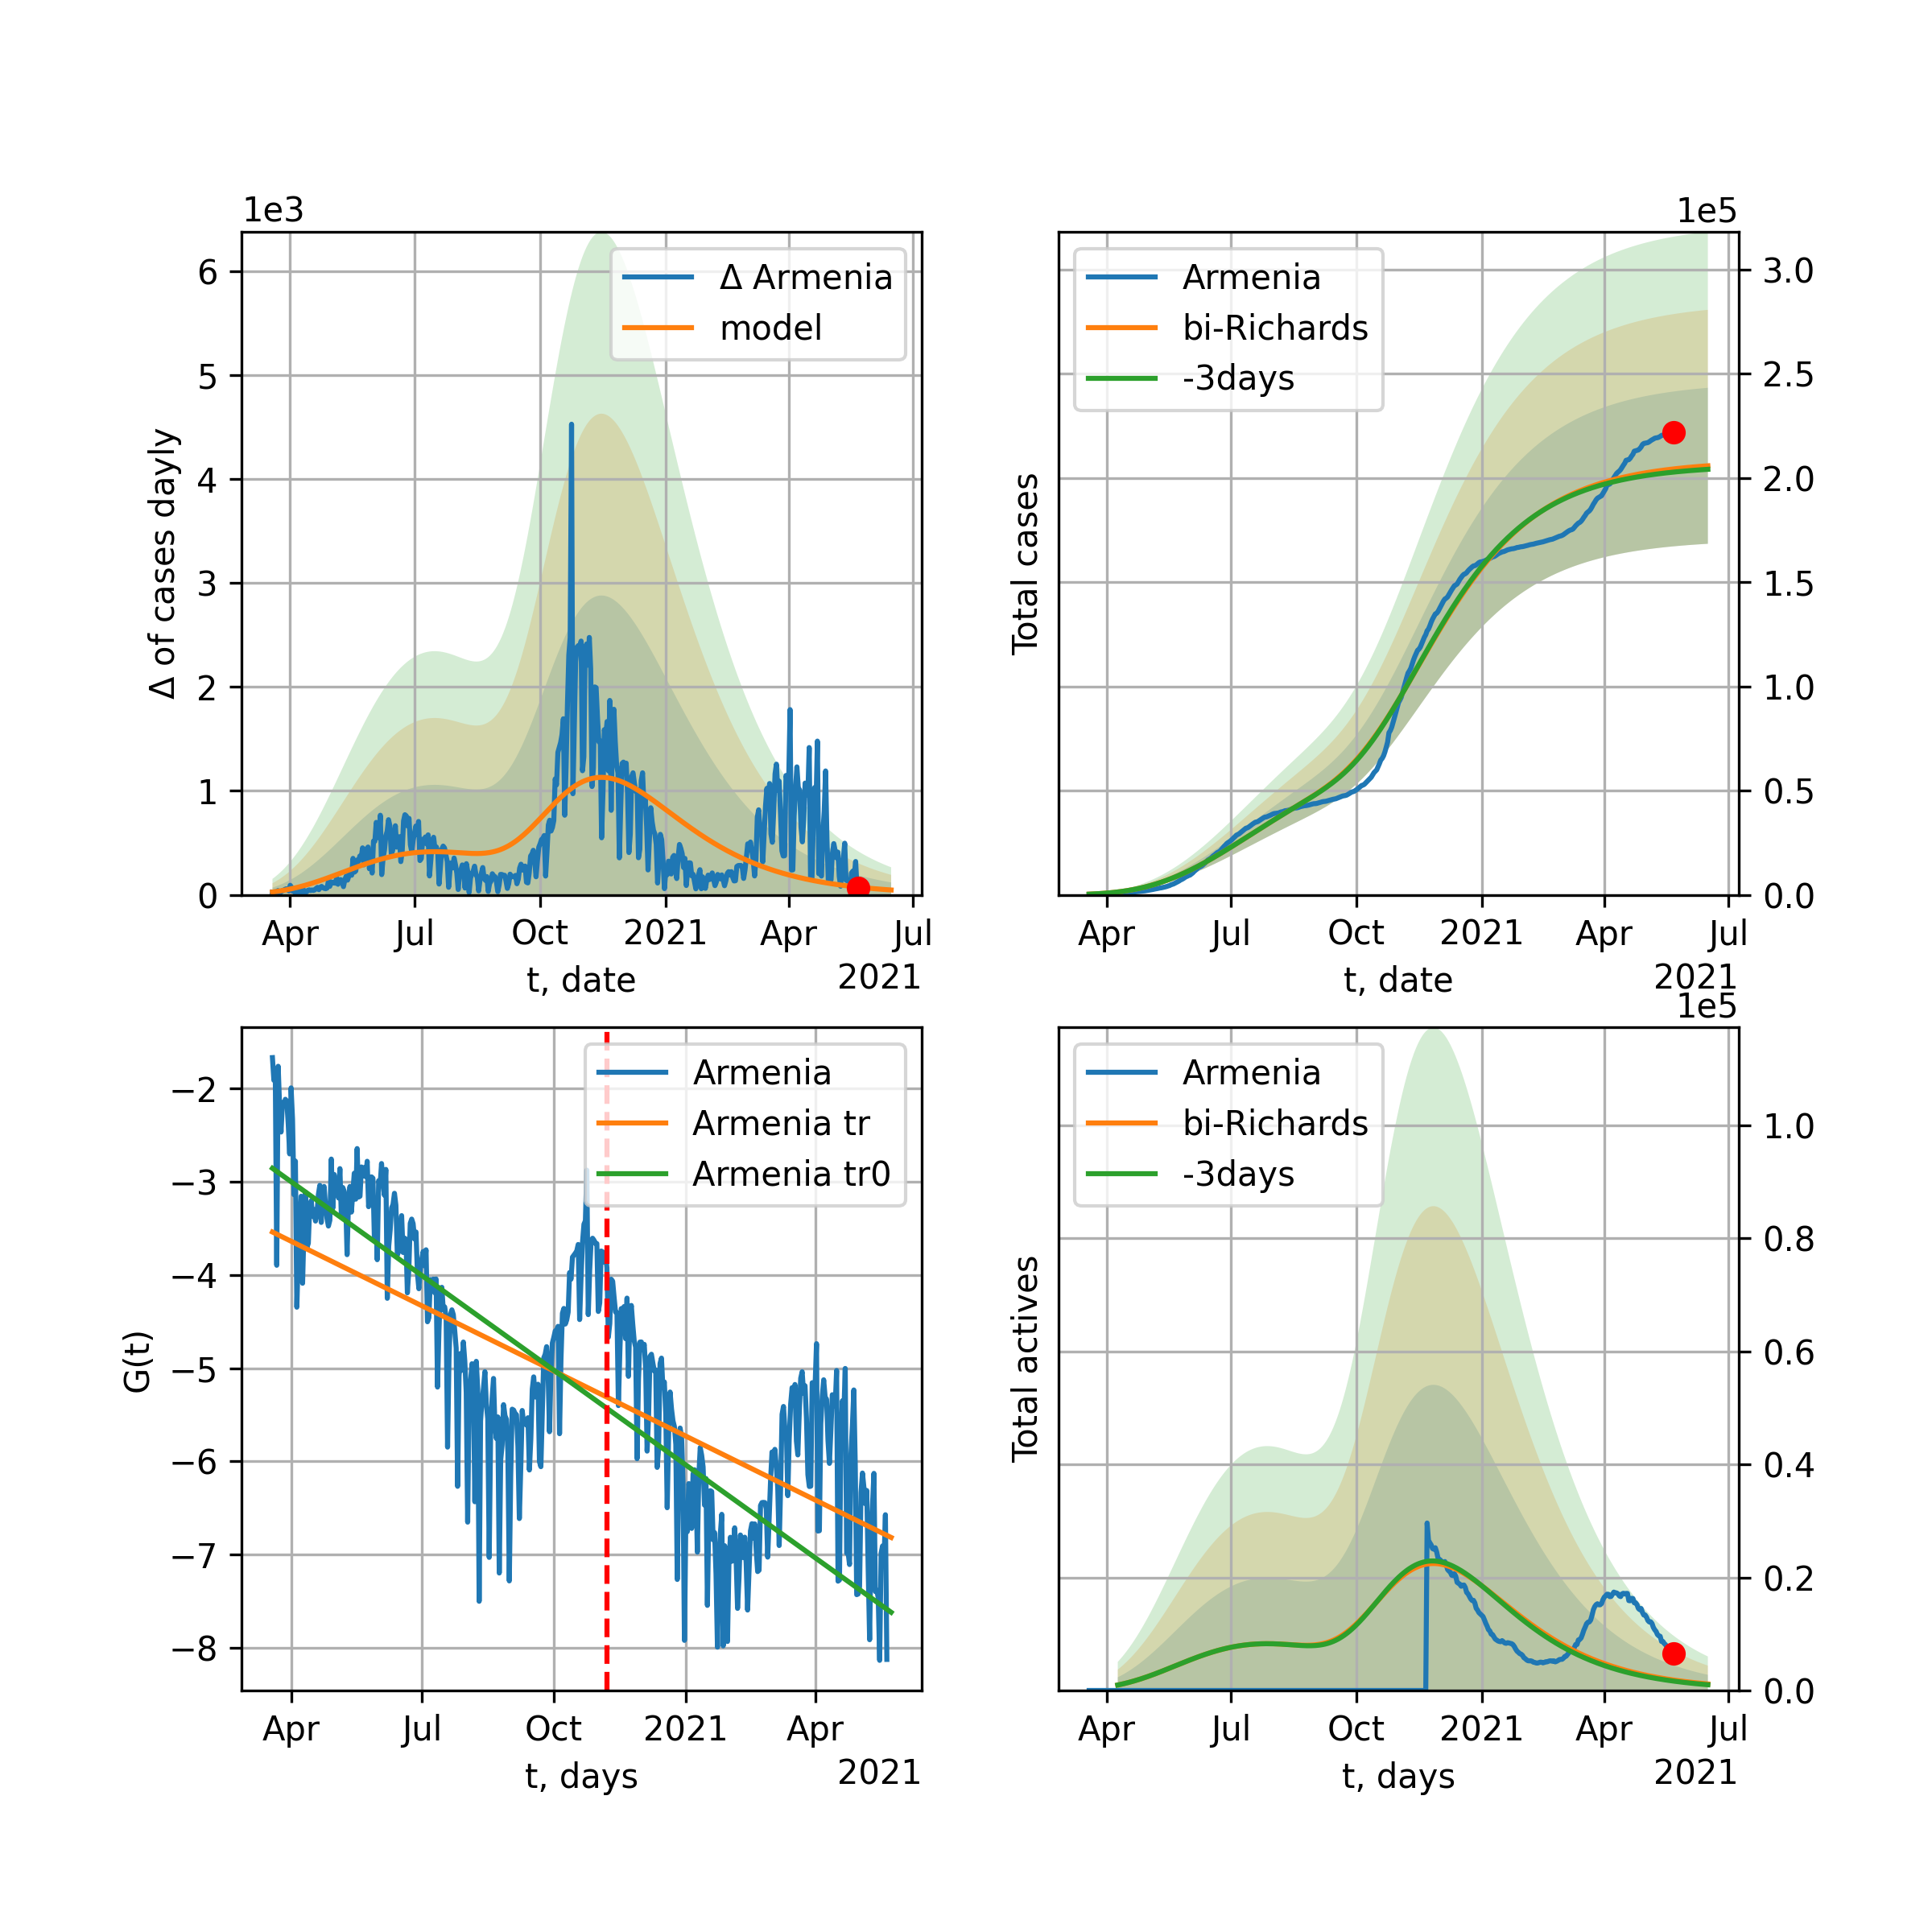 1e3
6
5
4
3
2
1
0
Δ of cases dayly
Δ Armenia
model
Apr Jul Oct 2021 Apr Jul
t, date
2021
1e5
Armenia
bi-Richards
-3days
Total cases
3.0
2.5
2.0
1.5
1.0
0.5
0.0
Apr Jul Oct 2021 Apr Jul
t, date
2021
G(t)
−2
−3
−4
−5
−6
−7
−8
Armenia
Armenia tr
Armenia tr0
Apr Jul Oct 2021 Apr
t, days
2021
1e5
Armenia
bi-Richards
-3days
Total actives
1.0
0.8
0.6
0.4
0.2
0.0
Apr Jul Oct 2021 Apr Jul
t, days
2021